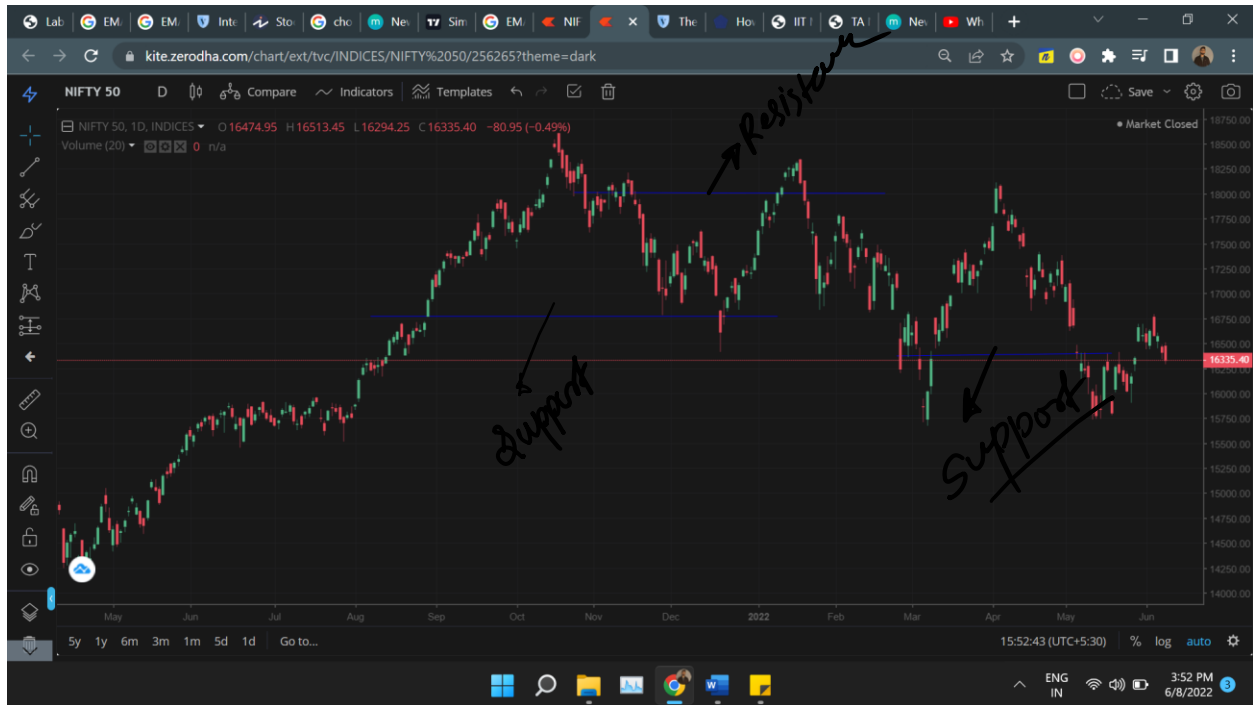 Lab
EM
EM
Inte
Sto
cho
Nev
Sim
EM
NIF
The
Hov
IIT
TA
Nev
Wh
kite.zerodha.com/chart/ext/tvc/INDICES/NIFTY%2050/256265?theme=dark
NIFTY 50 D Compare Indicators Templates Save
NIFTY 50, 1D, INDICES O16474.95 H16513.45 L16294.25 C16335.40 −80.95 (−0.49%)
Market Closed
Volume (20) 0 n/a
18750.00
18500.00
18250.00
18000.00
17750.00
17500.00
17250.00
17000.00
16750.00
16500.00
16335.40
16250.00
16000.00
15750.00
15500.00
15250.00
15000.00
14750.00
14500.00
14250.00
14000.00
Support
Support
May Jun Jul Aug Sep Oct Nov Dec 2022 Feb Mar Apr May Jun
5y 1y 6m 3m 1m 5d 1d Go to... 15:52:43 (UTC+5:30) % log auto
ENG
IN
3:52 PM
6/8/2022
3